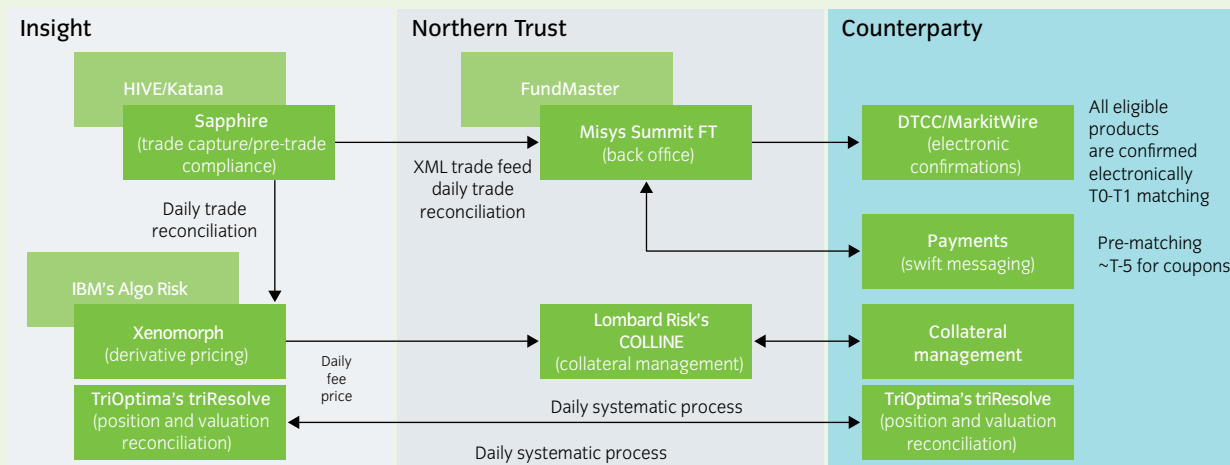 Insight
Northern Trust
Counterparty
HIVE/Katana
Sapphire
(trade capture/pre-trade
compliance)
Daily trade
reconciliation
IBM's Algo Risk
Xenomorph
(derivative pricing)
TriOptima's triResolve
(position and valuation
reconciliation)
XML trade feed
daily trade
reconciliation
Daily
fee
price
FundMaster
Misys Summit FT
(back office)
Lombard Risk's
COLLINE
(collateral management)
Daily systematic process
Daily systematic process
DTCC/MarkitWire
(electronic
confirmations)
All eligible
products
are confirmed
electronically
T0-T1 matching
Payments
(swift messaging)
Pre-matching
~T-5 for coupons
Collateral
management
TriOptima's triResolve
(position and valuation
reconciliation)